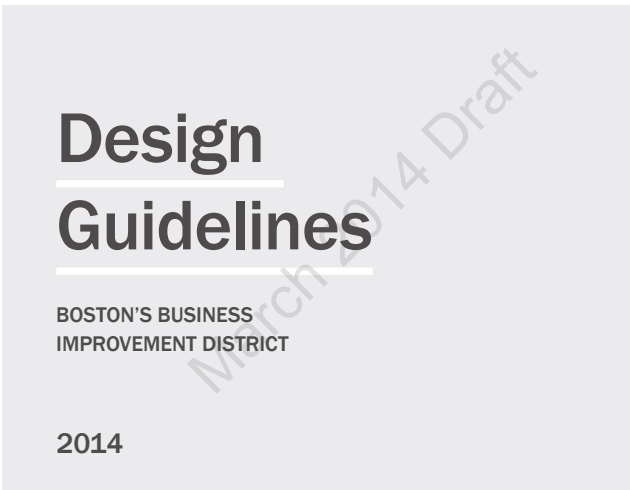 Design
Guidelines
BOSTON'S BUSINESS
IMPROVEMENT DISTRICT
2014
March 2014 Draft